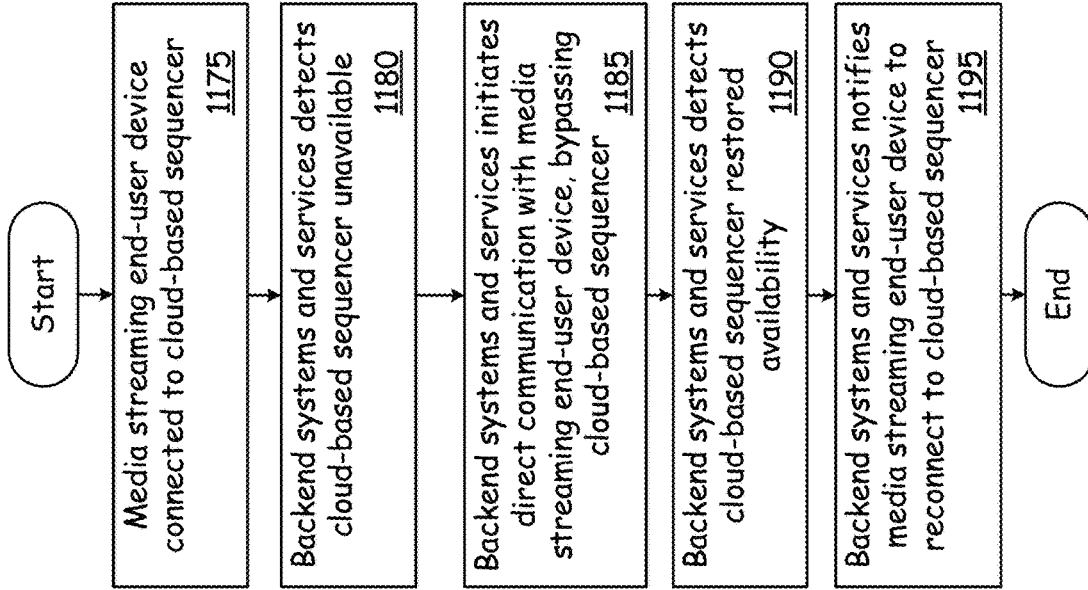 Start
Media streaming end-user device
connected to cloud-based sequencer
1175
Backend systems and services detects
cloud-based sequencer unavailable
1180
Backend systems and services initiates
direct communication with media
streaming end-user device, bypassing
cloud-based sequencer
1185
Backend systems and services detects
cloud-based sequencer restored
availability
1190
Backend systems and services notifies
media streaming end-user device to
reconnect to cloud-based sequencer
1195
End